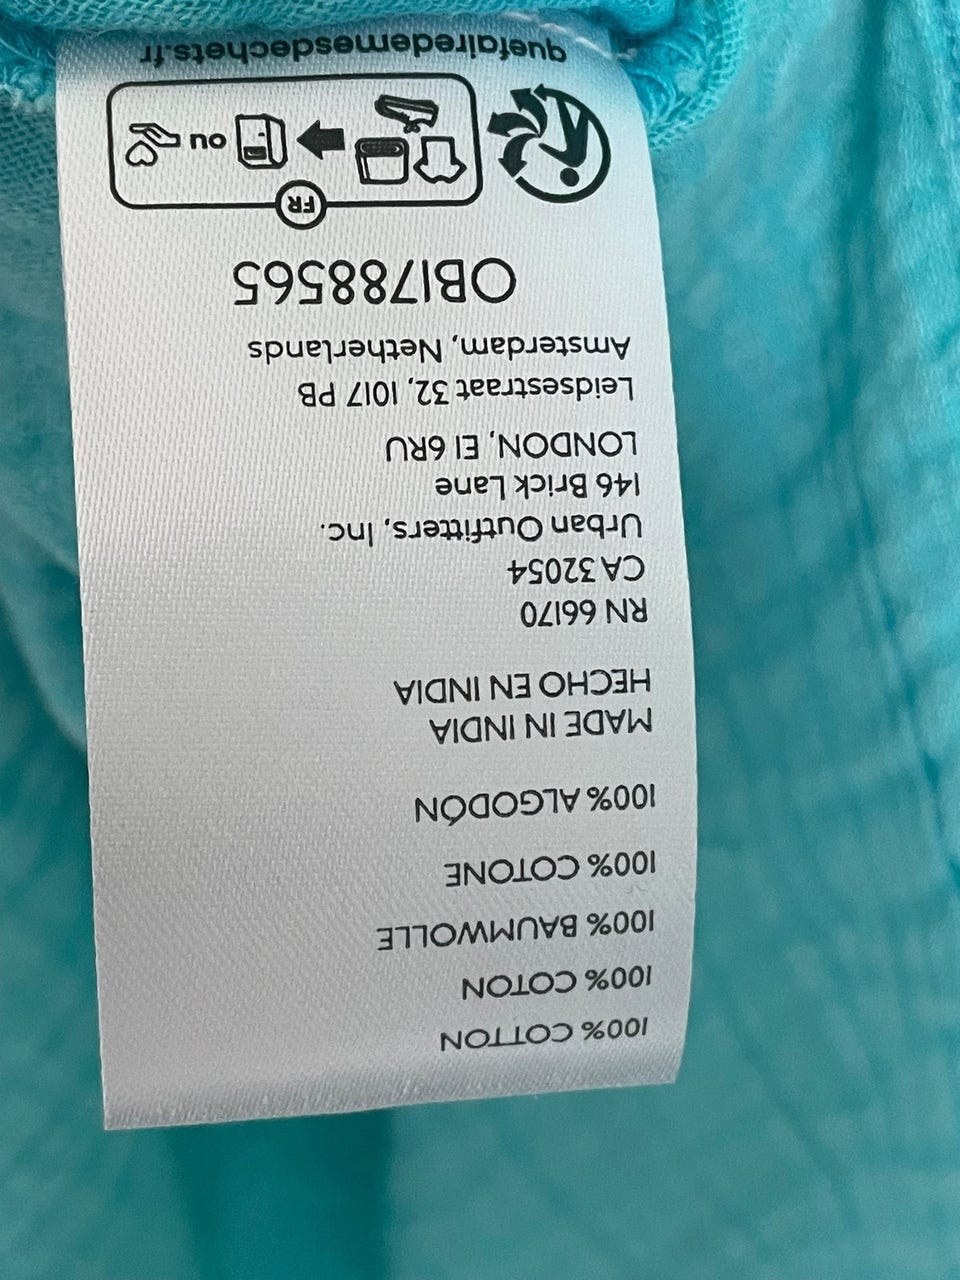 100% COTTON
100% COTON
100% BAUMWOLLE
100% COTONE
100% ALGODÓN
MADE IN INDIA
HECHO EN INDIA
RN 66170
CA 32054
Urban Outfitters, Inc.
146 Brick Lane
LONDON, E1 6RU
Leidsestraat 32, 1017 PB
Amsterdam, Netherlands
OB1788565
FR
OU
quefairedemesdechets.fr